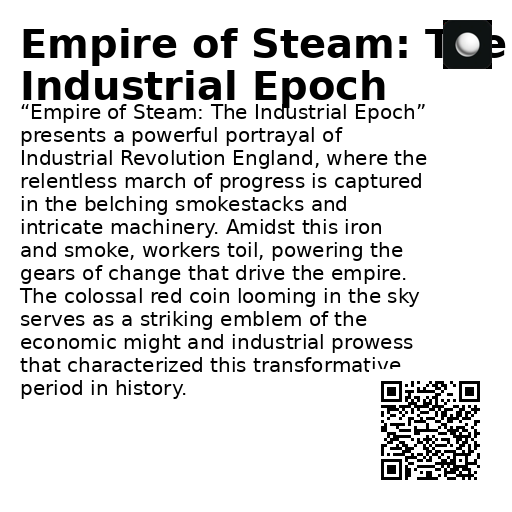 Empire of Steam: The
Industrial Epoch
“Empire of Steam: The Industrial Epoch”
presents a powerful portrayal of
Industrial Revolution England, where the
relentless march of progress is captured
in the belching smokestacks and
intricate machinery. Amidst this iron
and smoke, workers toil, powering the
gears of change that drive the empire.
The colossal red coin looming in the sky
serves as a striking emblem of the
economic might and industrial prowess
that characterized this transformative
period in history.